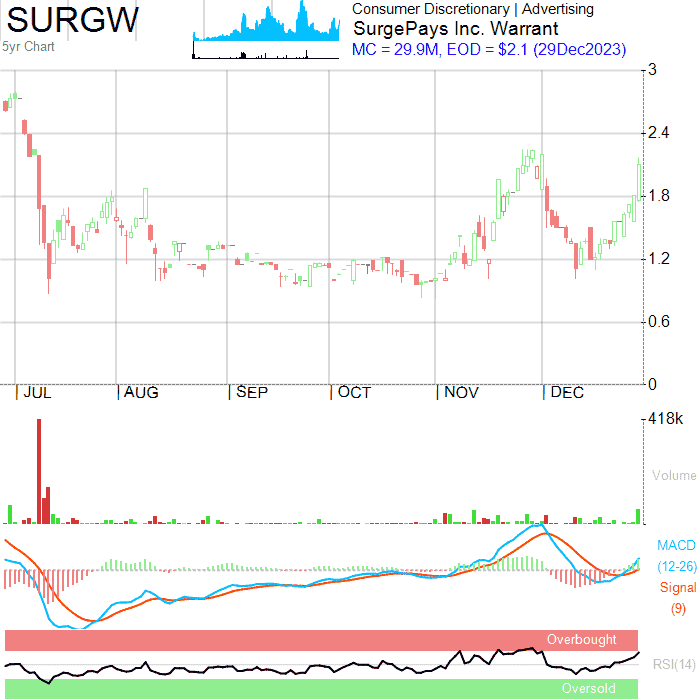 SURGW
5yr Chart
Consumer Discretionary | Advertising
SurgePays Inc. Warrant
MC = 29.9M, EOD = $2.1 (29Dec2023)
3
2.4
1.8
1.2
0.6
0
JUL AUG SEP OCT NOV DEC
418k
Volume
MACD
(12-26)
Signal
(9)
Overbought
RSI(14)
Oversold